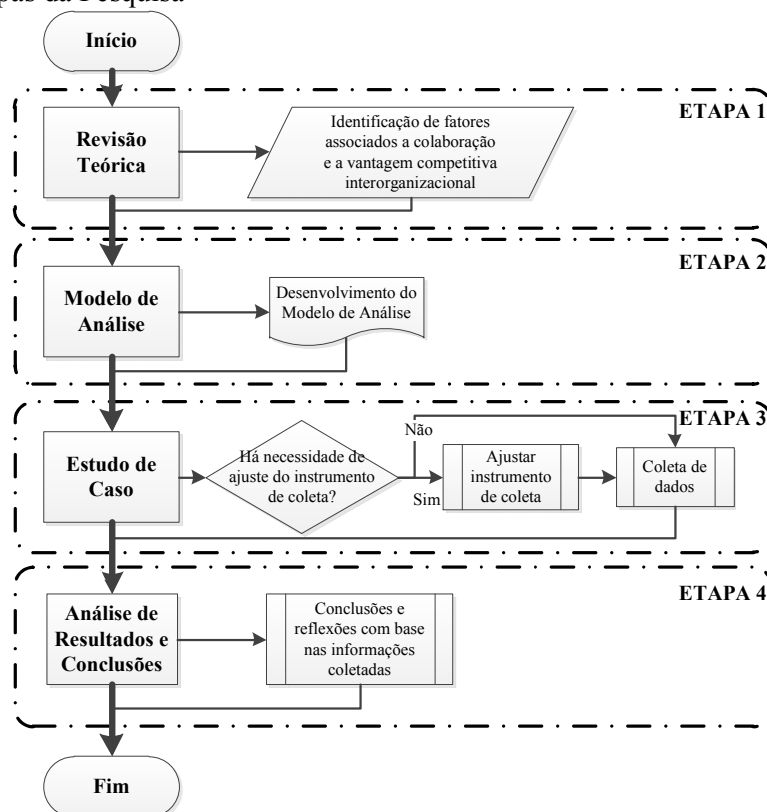 da Pesquisa
Início
ETAPA 1
Revisão
Teórica
Identificação de fatores
associados a colaboração
e a vantagem competitiva
interorganizacional
ETAPA 2
Modelo de
Análise
Desenvolvimento do
Modelo de Análise
ETAPA 3
Estudo de
Caso
Há necessidade de
ajuste do instrumento
de coleta?
Não
Sim
Ajustar
instrumento
de coleta
Coleta de
dados
ETAPA 4
Análise de
Resultados e
Conclusões
Conclusões e
reflexões com base
nas informações
coletadas
Fim